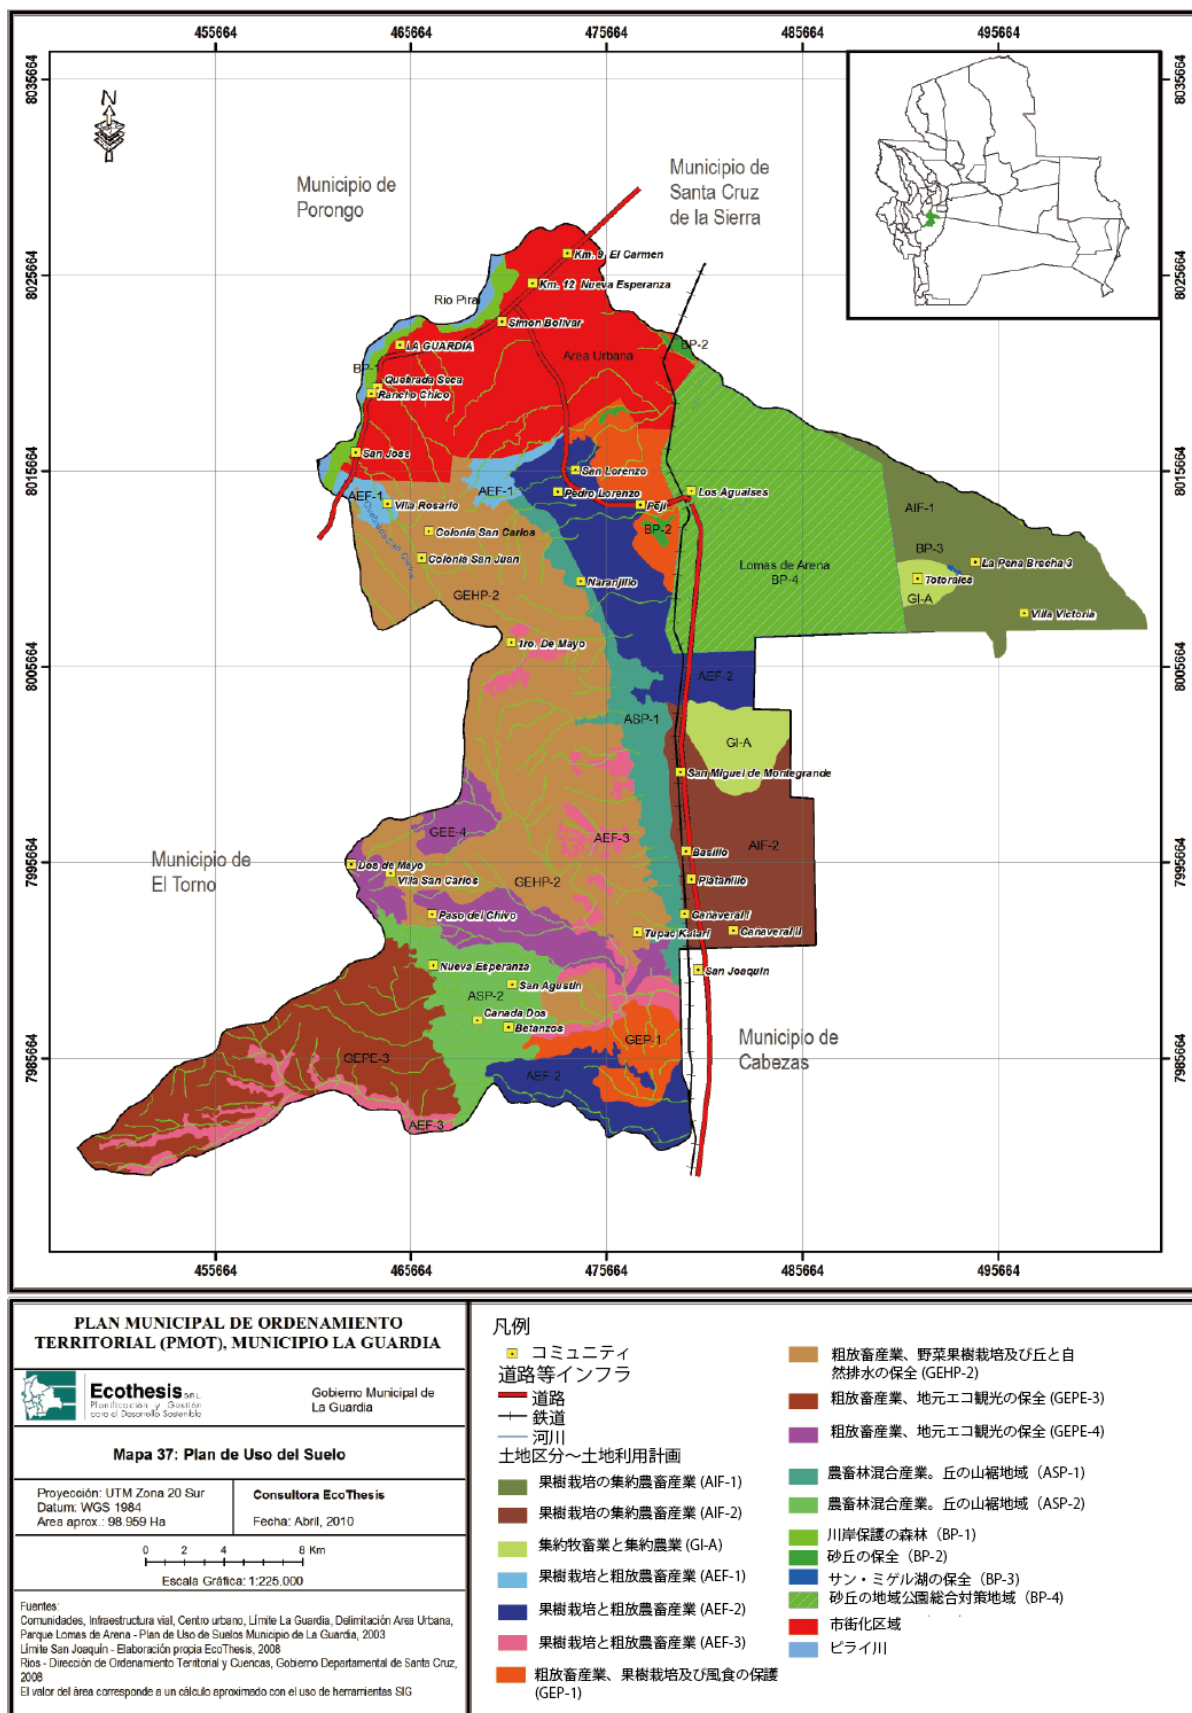 455664
465664
475664
485664
495664
8035664
8035664
N
Municipio de
Porongo
Municipio de
Santa Cruz
de la Sierra
Km. 9 El Carmen
8025664
8025664
Km. 12 Nueva Esperanza
Rio Pirai
Simon Bolivar
LA GUARDIA
Area Urbana
BP-2
BP-1
Quebrada Seca
Rancho Chico
San Jose
8015664
8015664
San Lorenzo
AEF-1
AEF-1
Pedro Lorenzo
Los Aguaises
Villa Rosario
Peji
AIF-1
Colonia San Carlos
BP-2
BP-3
Colonia San Juan
Lomas de Arena
BP-4
La Pena Brecha 3
Totorales
Naranjillo
GEHP-2
GI-A
Villa Victoria
1ro. De Mayo
8005664
8005664
AEF-2
ASP-1
GI-A
San Miguel de Montegrande
GEE-4
AEF-3
AIF-2
Basilio
Municipio de
El Torno
Dos de Mayo
7995664
7995664
Villa San Carlos
GEHP-2
Platanillo
Paso del Chivo
Canaveral I
Tupac Katari
Canaveral II
Nueva Esperanza
San Joaquin
San Agustin
ASP-2
Canada Dos
Betanzos
GEP-1
Municipio de
Cabezas
7985664
7985664
GEPE-3
AEF-2
AEF-3
455664
465664
475664
485664
495664
PLAN MUNICIPAL DE ORDENAMIENTO
TERRITORIAL (PMOT), MUNICIPIO LA GUARDIA
Ecothesis S.R.L.
Planificación y Gestión
para el Desarrollo Sostenible
Gobierno Municipal de
La Guardia
Mapa 37: Plan de Uso del Suelo
Proyección: UTM Zona 20 Sur
Datum: WGS 1984
Area aprox.: 98.959 Ha
Consultora EcoThesis
Fecha: Abril, 2010
0 2 4 6 8 Km
Escala Gráfica: 1:225.000
Fuentes:
Comunidades, Infraestructura vial, Centro urbano, Límite La Guardia, Delimitación Area Urbana,
Parque Lomas de Arena - Plan de Uso de Suelos Municipio de La Guardia, 2003
Límite San Joaquín - Elaboración propia EcoThesis, 2008
Rios - Dirección de Ordenamiento Territorial y Cuencas, Gobierno Departamental de Santa Cruz,
2008
El valor del área corresponde a un cálculo aproximado con el uso de herramientas SIG
凡例
コミュニティ
道路等インフラ
道路
鉄道
河川
土地区分～土地利用計画
果樹栽培の集約農畜産業 (AIF-1)
果樹栽培の集約農畜産業 (AIF-2)
集約牧畜業と集約農業 (GI-A)
果樹栽培と粗放農畜産業 (AEF-1)
果樹栽培と粗放農畜産業 (AEF-2)
果樹栽培と粗放農畜産業 (AEF-3)
粗放畜産業、果樹栽培及び風食の保護
(GEP-1)
粗放畜産業、野菜果樹栽培及び丘と自
然排水の保全 (GEHP-2)
粗放畜産業、地元エコ観光の保全 (GEPE-3)
粗放畜産業、地元エコ観光の保全 (GEPE-4)
農畜林混合産業。丘の山裾地域（ASP-1)
農畜林混合産業。丘の山裾地域（ASP-2)
川岸保護の森林（BP-1)
砂丘の保全（BP-2)
サン・ミゲル湖の保全（BP-3)
砂丘の地域公園総合対策地域（BP-4)
市街化区域
ピライ川